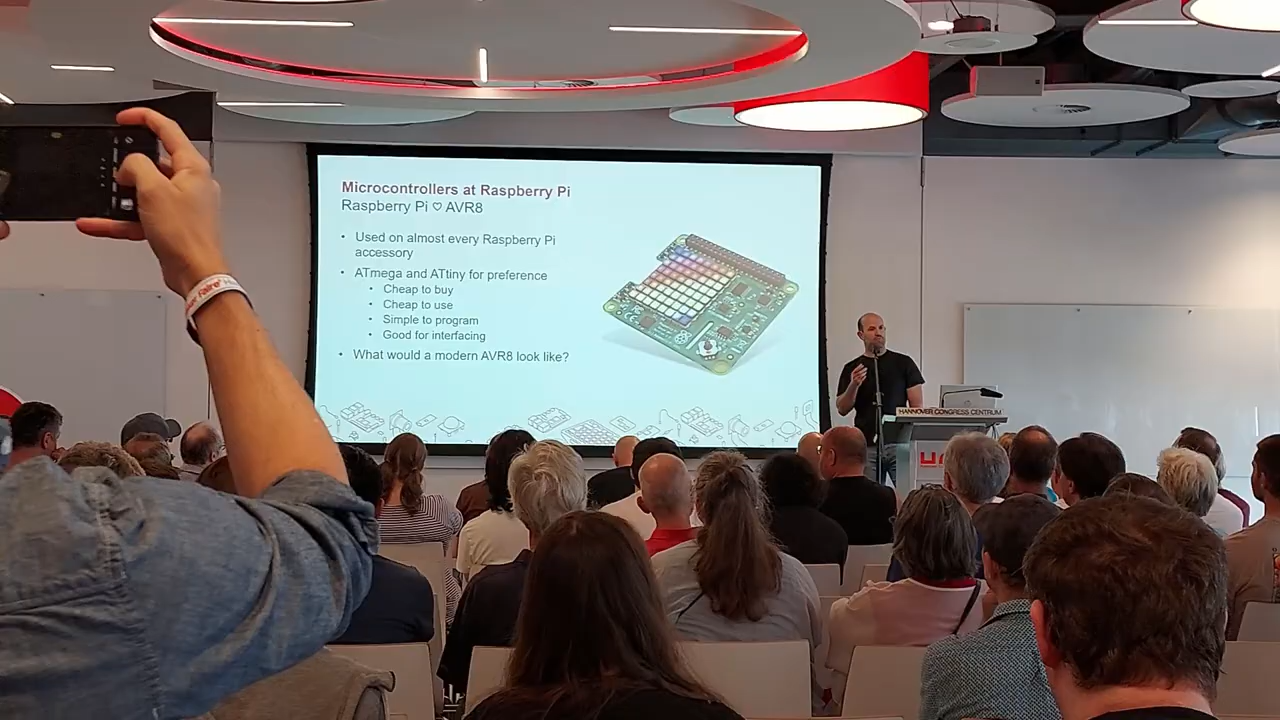 Microcontrollers at Raspberry Pi
Raspberry Pi ♡ AVR8
• Used on almost every Raspberry Pi
accessory
• ATmega and ATtiny for preference
• Cheap to buy
• Cheap to use
• Simple to program
• Good for interfacing
• What would a modern AVR8 look like?
HANNOVER CONGRESS CENTRUM